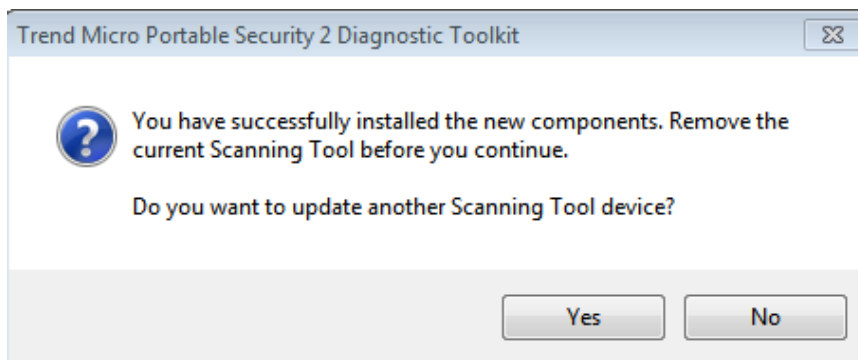 Trend Micro Portable Security 2 Diagnostic Toolkit
You have successfully installed the new components. Remove the
current Scanning Tool before you continue.
Do you want to update another Scanning Tool device?
Yes
No